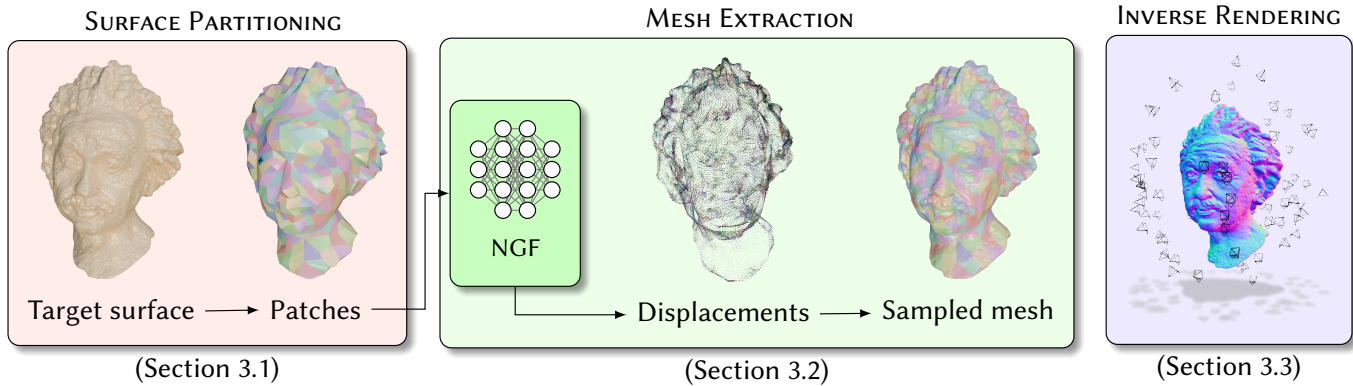 SURFACE PARTITIONING
MESH EXTRACTION
INVERSE RENDERING
NGF
Target surface
Patches
Displacements
Sampled mesh
(Section 3.1)
(Section 3.2)
(Section 3.3)